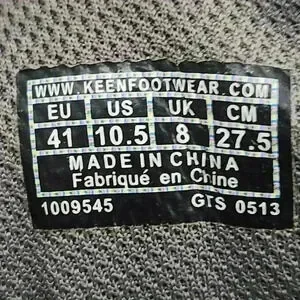 WWW.KEENFOOTWEAR.COM
EU US UK CM
41 10.5 8 27.5
MADE IN CHINA
Fabriqué en Chine
1009545 GTS 0513